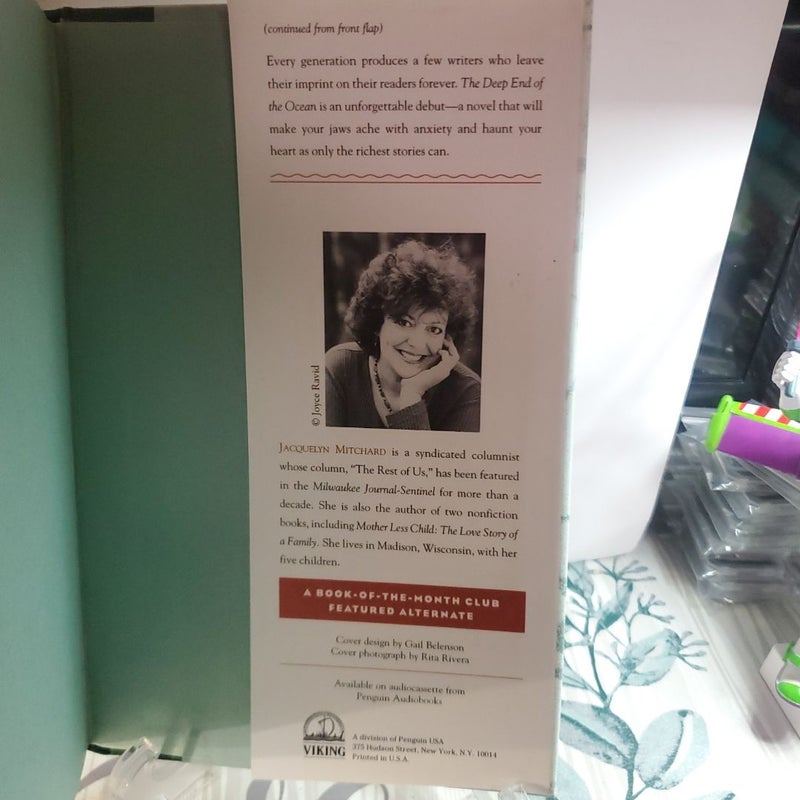 (continued from front flap)
Every generation produces a few writers who leave
their imprint on their readers forever. The Deep End of
the Ocean is an unforgettable debut—a novel that will
make your jaws ache with anxiety and haunt your
heart as only the richest stories can.
© Joyce Ravid
JACQUELYN MITCHARD is a syndicated columnist
whose column, "The Rest of Us," has been featured
in the Milwaukee Journal-Sentinel for more than a
decade. She is also the author of two nonfiction
books, including Mother Less Child: The Love Story of
a Family. She lives in Madison, Wisconsin, with her
five children.
A BOOK-OF-THE-MONTH CLUB
FEATURED ALTERNATE
Cover design by Gail Belenson
Cover photograph by Rita Rivera
Available on audiocassette from
Penguin Audiobooks
VIKING
A division of Penguin USA
375 Hudson Street, New York, N.Y. 10014
Printed in U.S.A.